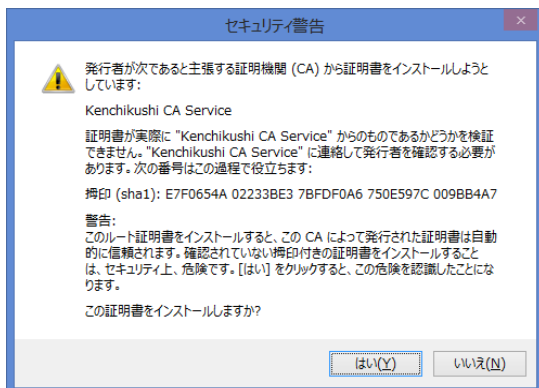 セキュリティ警告
発行者が次であると主張する証明機関 (CA) から証明書をインストールしようと
しています:
Kenchikushi CA Service
証明書が実際に "Kenchikushi CA Service" からのものであるかどうかを検証
できません。"Kenchikushi CA Service" に連絡して発行者を確認する必要が
あります。次の番号はこの過程で役立ちます:
拇印 (sha1): E7F0654A 02233BE3 7BFDF0A6 750E597C 009BB4A7
警告:
このルート証明書をインストールすると、この CA によって発行された証明書は自動
的に信頼されます。確認されていない拇印付きの証明書をインストールすること
は、セキュリティ上、危険です。[はい] をクリックすると、この危険を認識したことにな
ります。
この証明書をインストールしますか?
はい(Y)
いいえ(N)